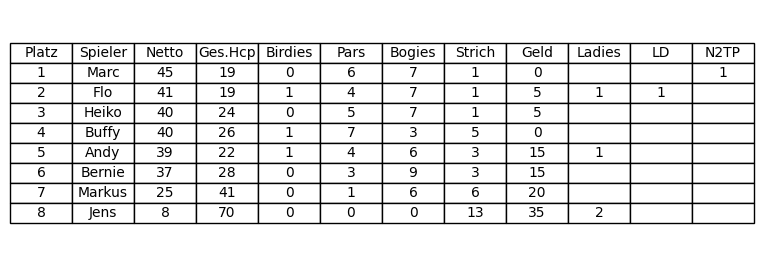 Platz Spieler Netto Ges.Hcp Birdies Pars Bogies Strich Geld Ladies LD N2TP
1 Marc 45 19 0 6 7 1 0 1
2 Flo 41 19 1 4 7 1 5 1 1
3 Heiko 40 24 0 5 7 1 5
4 Buffy 40 26 1 7 3 5 0
5 Andy 39 22 1 4 6 3 15 1
6 Bernie 37 28 0 3 9 3 15
7 Markus 25 41 0 1 6 6 20
8 Jens 8 70 0 0 0 13 35 2